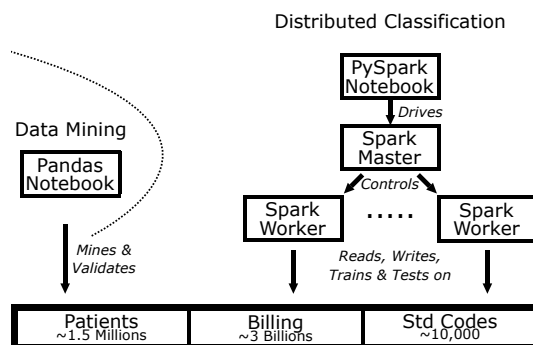 Distributed Classification
PySpark
Notebook
Drives
Data Mining
Pandas
Notebook
Spark
Master
Controls
Spark
Worker
.....
Spark
Worker
Mines &
Validates
Reads, Writes,
Trains & Tests on
Patients
~1.5 Millions
Billing
~3 Billions
Std Codes
~10,000